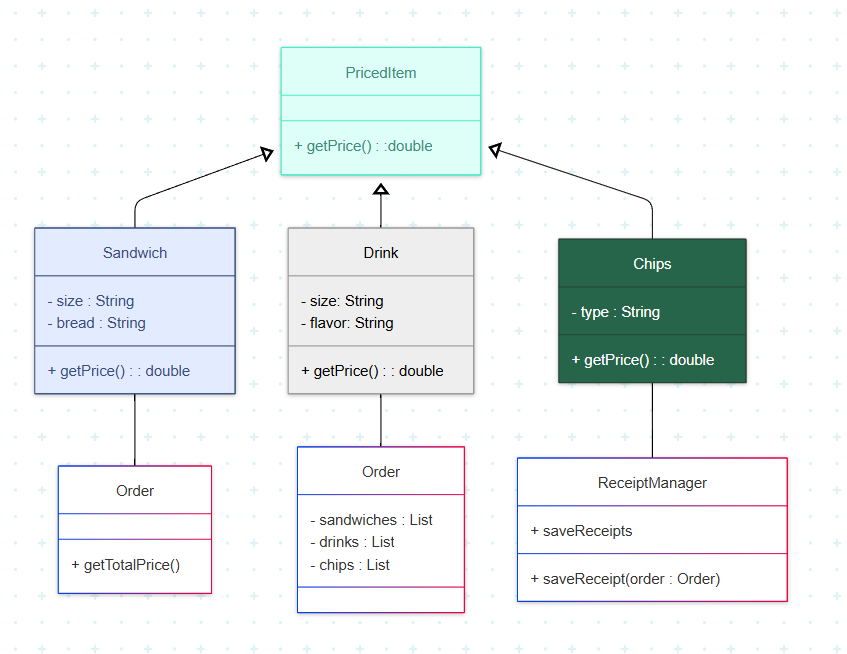 PricedItem
+ getPrice() : :double
Sandwich
- size : String
- bread : String
+ getPrice() : : double
Drink
- size: String
- flavor: String
+ getPrice() : : double
Chips
- type : String
+ getPrice() : : double
Order
+ getTotalPrice()
Order
- sandwiches : List
- drinks : List
- chips : List
ReceiptManager
+ saveReceipts
+ saveReceipt(order : Order)